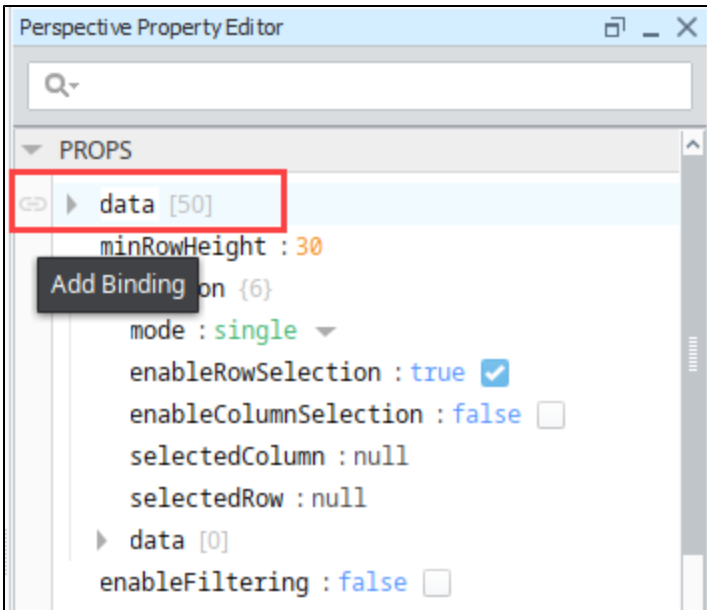 Perspective Property Editor
PROPS
data [50]
minRowHeight : 30
Add Binding
on {6}
mode : single
enableRowSelection : true
enableColumnSelection : false
selectedColumn : null
selectedRow : null
data [0]
enableFiltering : false